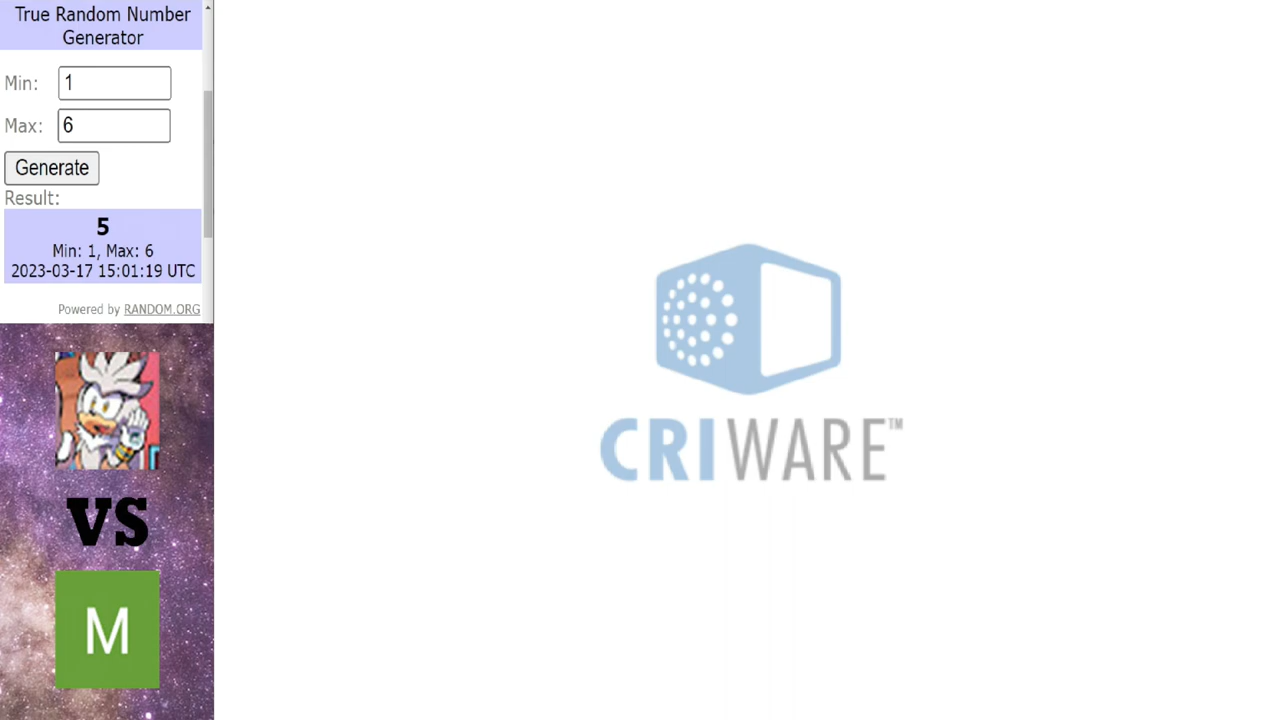 True Random Number
Generator
Min: 1
Max: 6
Generate
Result:
5
Min: 1, Max: 6
2023-03-17 15:01:19 UTC
Powered by RANDOM.ORG
VS
M
CRIWARE™